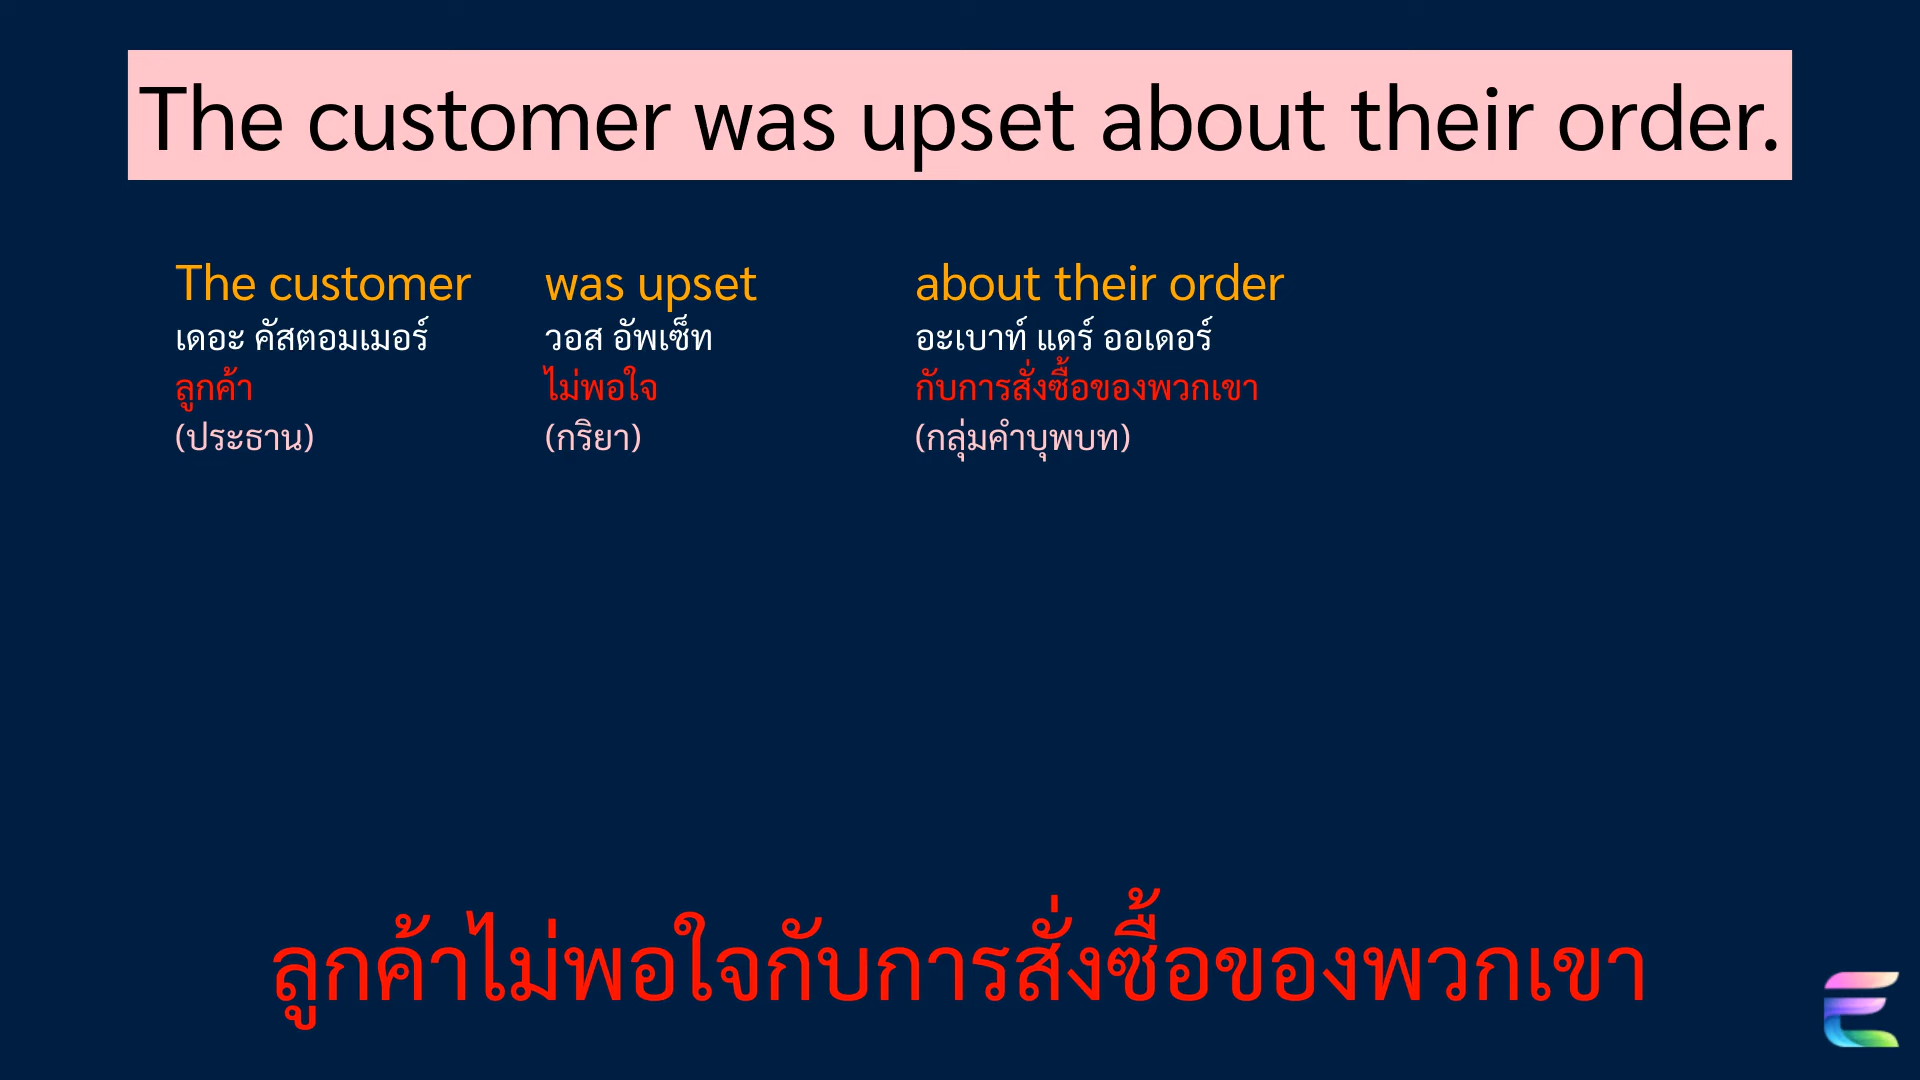 The customer was upset about their order.
The customer was upset about their order
เดอะ คัสตอมเมอร์ วอส อัพเซ็ท อะเบาท์ แดร์ ออเดอร์
ลูกค้า ไม่พอใจ กับการสั่งซื้อของพวกเขา
(ประธาน) (กริยา) (กลุ่มคำบุพบท)
ลูกค้าไม่พอใจกับการสั่งซื้อของพวกเขา